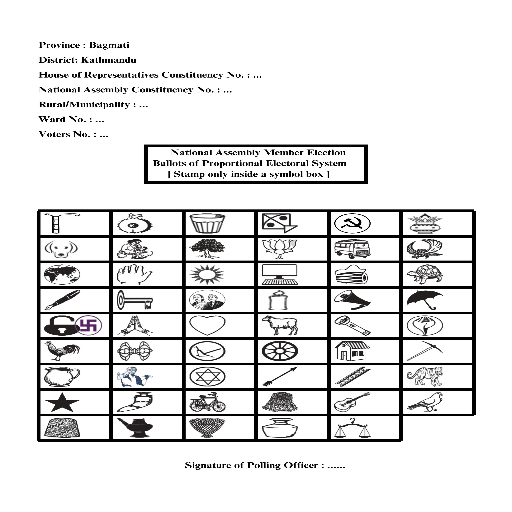 Province : Bagmati
District: Kathmandu
House of Representatives Constituency No. : ...
National Assembly Constituency No. : ...
Rural/Municipality : ...
Ward No. : ...
Voters No. : ...
National Assembly Member Election
Ballots of Proportional Electoral System
[ Stamp only inside a symbol box ]
Signature of Polling Officer : ......